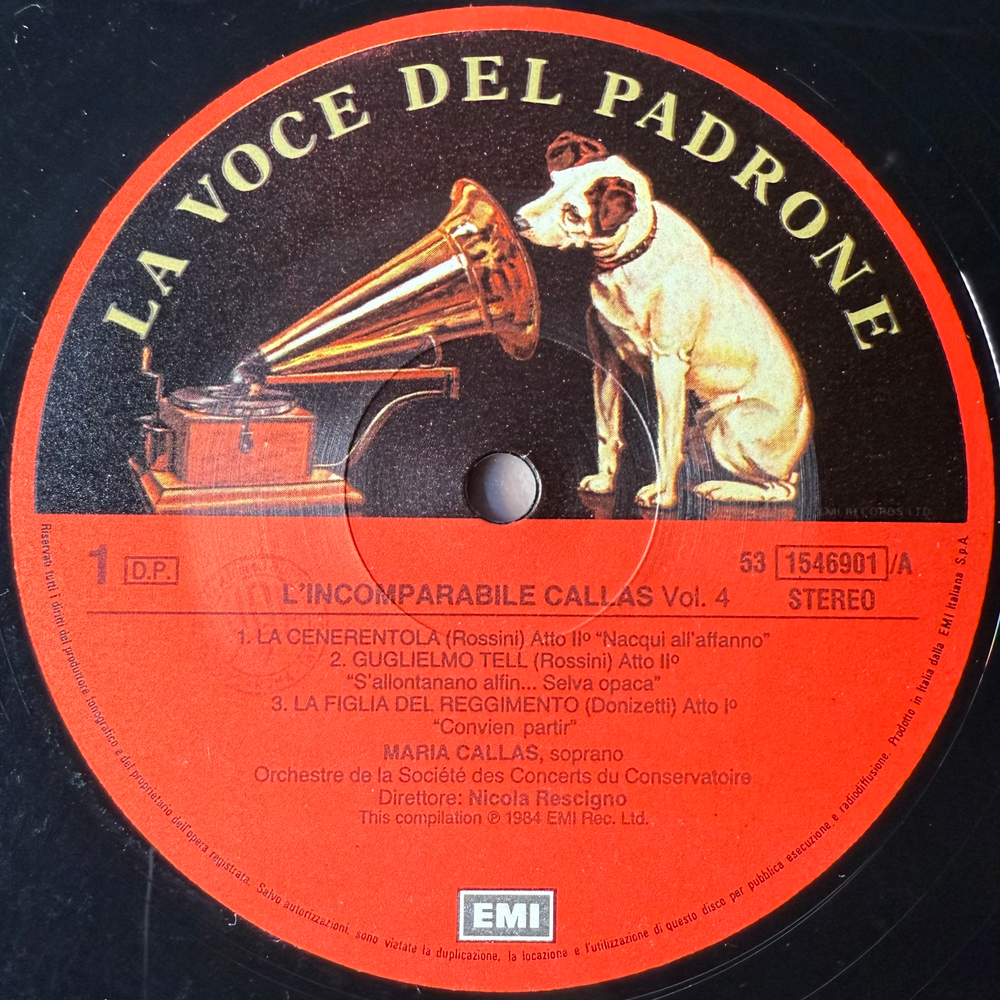 LA VOCE DEL PADRONE
EMI RECORDS LTD.
1 D.P.
53 1546901/A
L'INCOMPARABILE CALLAS Vol. 4
STEREO
1. LA CENERENTOLA (Rossini) Atto IIº “Nacqui all'affanno”
2. GUGLIELMO TELL (Rossini) Atto IIº
“S'allontanano alfin... Selva opaca”
3. LA FIGLIA DEL REGGIMENTO (Donizetti) Atto Iº
“Convien partir”
MARIA CALLAS, soprano
Orchestre de la Société des Concerts du Conservatoire
Direttore: Nicola Rescigno
This compilation ℗ 1984 EMI Rec. Ltd.
EMI
Riservati tutti i diritti del produttore fonografico e del proprietario dell'opera registrata. Salvo autorizzazioni, sono vietate la duplicazione, la locazione e l'utilizzazione di questo disco per pubblica esecuzione e radiodiffusione. Prodotto in Italia dalla EMI Italiana S.p.A.